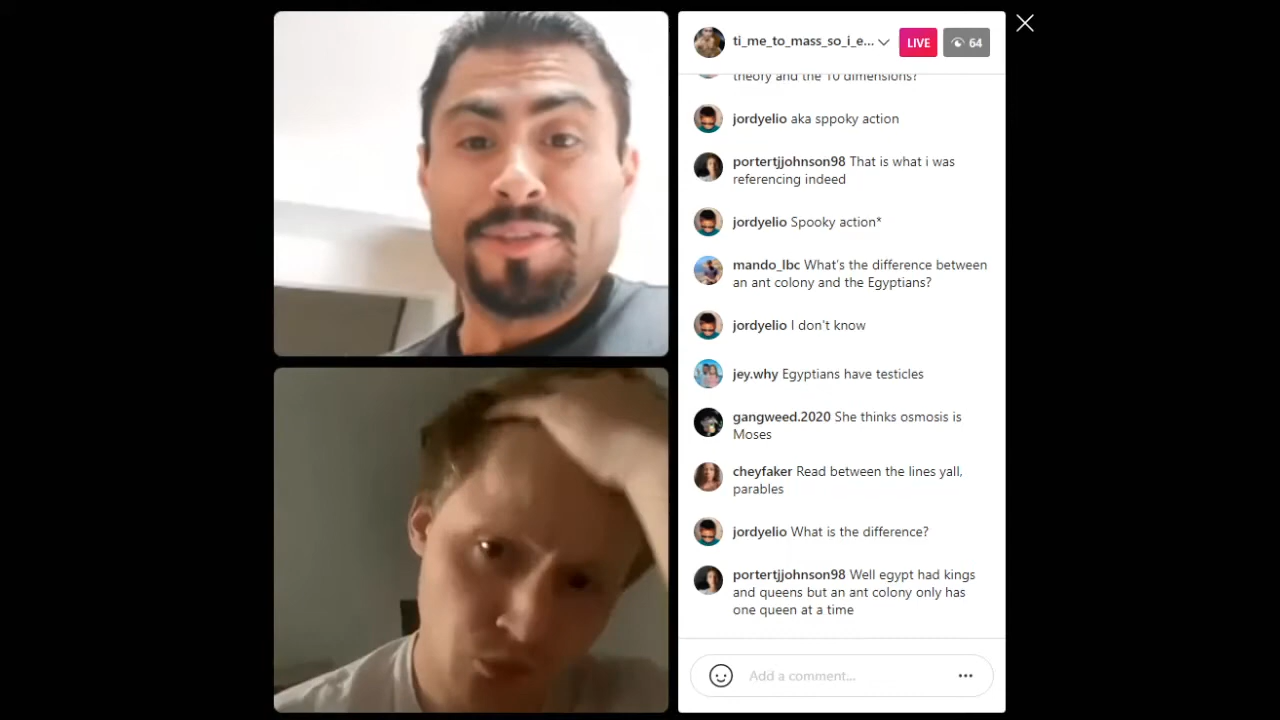 ti_me_to_mass_so_i_e...
LIVE
64
theory and the 10 dimensions?
jordyelio aka sppoky action
portertjjohnson98 That is what i was
referencing indeed
jordyelio Spooky action*
mando_lbc What's the difference between
an ant colony and the Egyptians?
jordyelio I don't know
jey.why Egyptians have testicles
gangweed.2020 She thinks osmosis is
Moses
cheyfaker Read between the lines yall,
parables
jordyelio What is the difference?
portertjjohnson98 Well egypt had kings
and queens but an ant colony only has
one queen at a time
Add a comment...